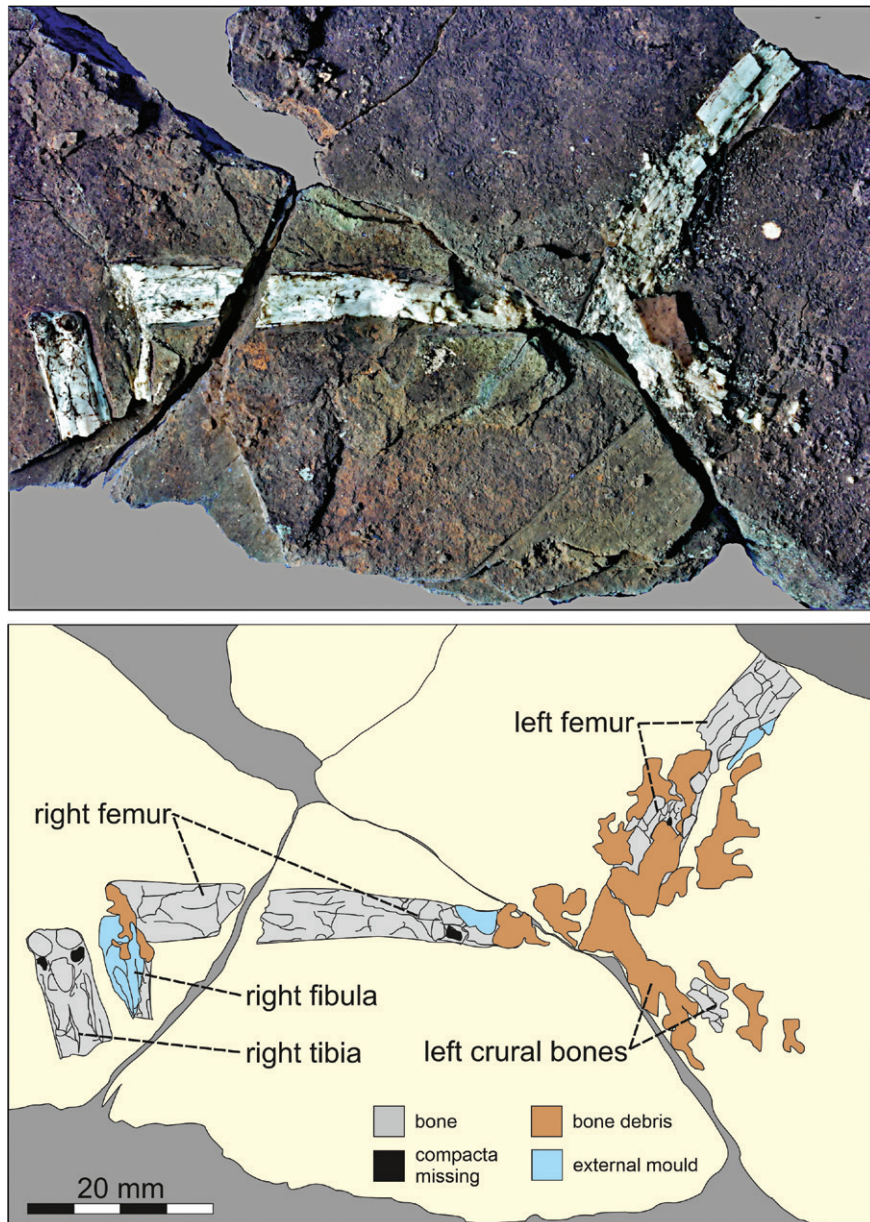 left femur
right femur
right fibula
right tibia
left crural bones
bone
bone debris
compacta
missing
external mould
20 mm